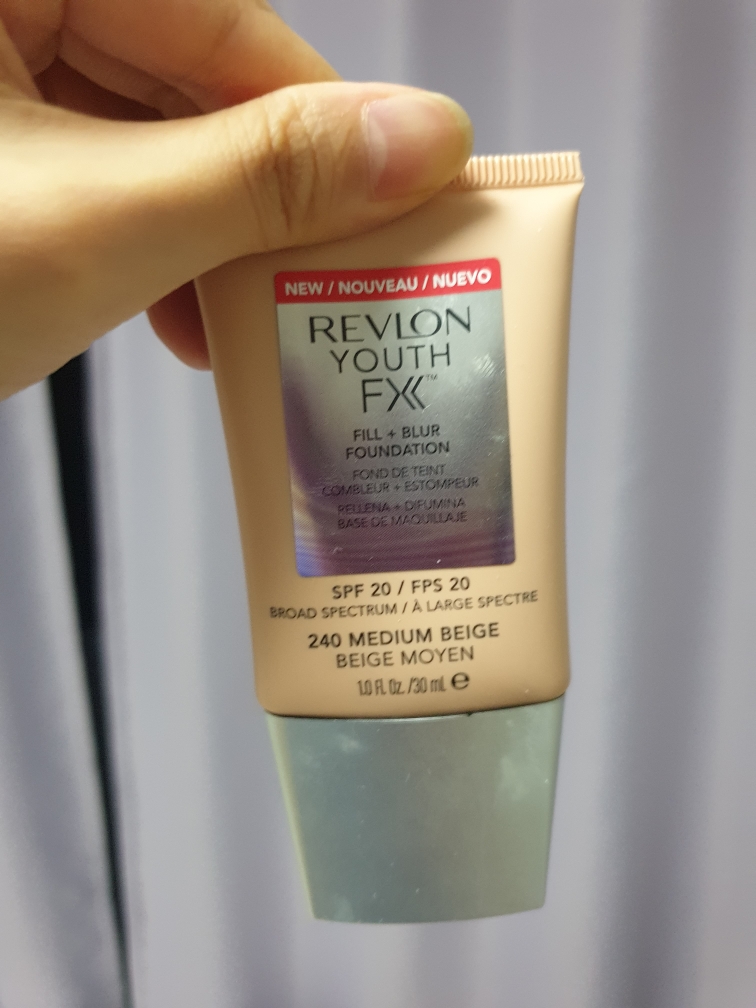 NEW / NOUVEAU / NUEVO
REVLON
YOUTH
FX™
FILL + BLUR
FOUNDATION
FOND DE TEINT
COMBLEUR + ESTOMPEUR
RELLENA + DIFUMINA
BASE DE MAQUILLAJE
SPF 20 / FPS 20
BROAD SPECTRUM / À LARGE SPECTRE
240 MEDIUM BEIGE
BEIGE MOYEN
1.0 Fl. Oz. / 30 mL ℮